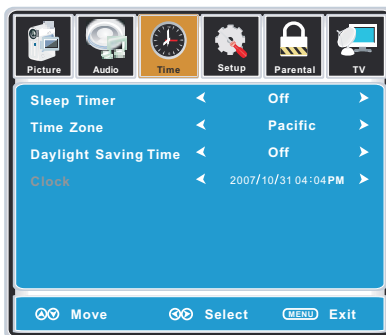 Picture Audio Time Setup Parental TV
Sleep Timer Off
Time Zone Pacific
Daylight Saving Time Off
Clock 2007/10/31 04:04PM
Move Select MENU Exit